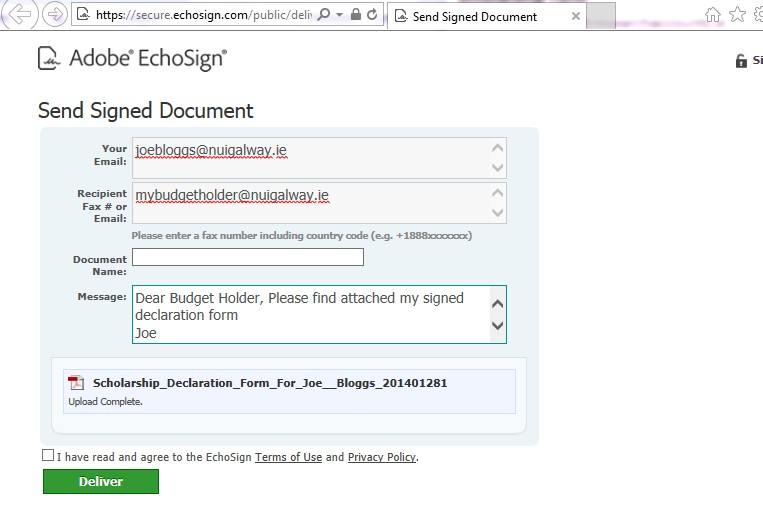 https://secure.echosign.com/public/deli
Send Signed Document
Adobe® EchoSign®
Si
Send Signed Document
Your Email: joebloggs@nuigalway.ie
Recipient Fax # or Email: mybudgetholder@nuigalway.ie
Please enter a fax number including country code (e.g. +1888xxxxxxx)
Document Name:
Message: Dear Budget Holder, Please find attached my signed
declaration form
Joe
Scholarship_Declaration_Form_For_Joe__Bloggs_201401281
Upload Complete.
I have read and agree to the EchoSign Terms of Use and Privacy Policy.
Deliver